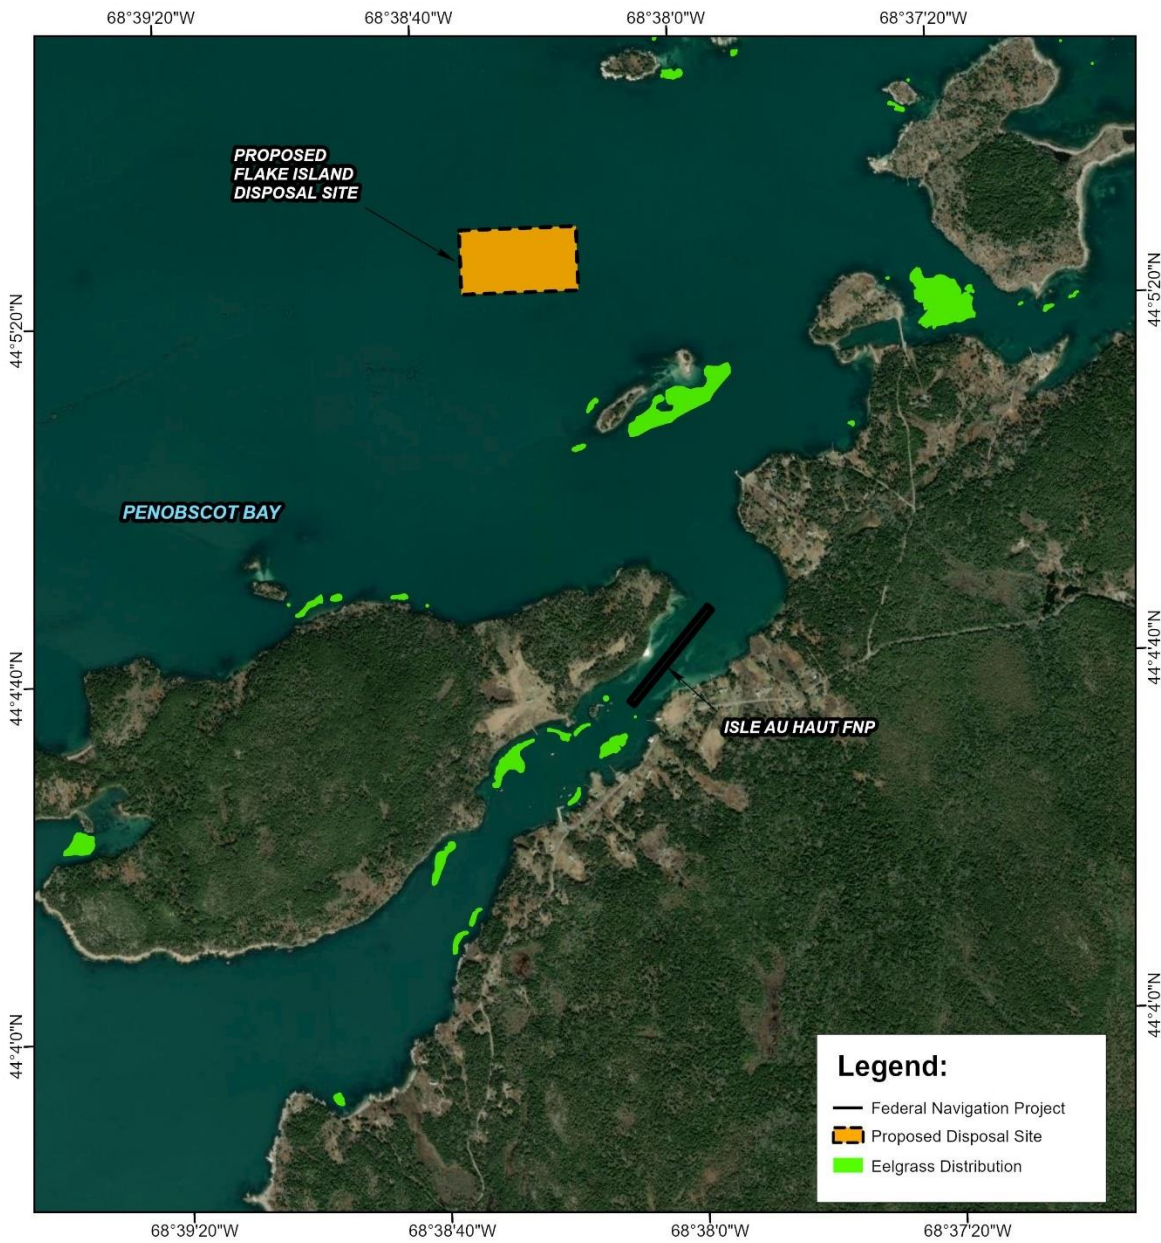 68°39'20"W
68°38'40"W
68°38'0"W
68°37'20"W
PROPOSED
FLAKE ISLAND
DISPOSAL SITE
44°5'20"N
44°5'20"N
PENOBSCOT BAY
44°4'40"N
44°4'40"N
ISLE AU HAUT FNP
44°4'0"N
44°4'0"N
Legend:
Federal Navigation Project
Proposed Disposal Site
Eelgrass Distribution
68°39'20"W
68°38'40"W
68°38'0"W
68°37'20"W